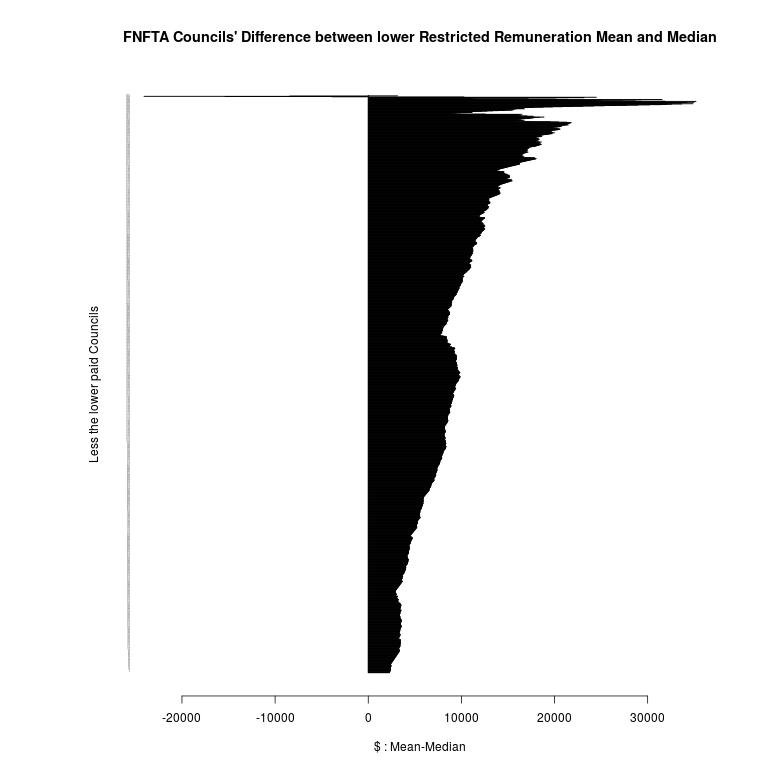 FNFTA Councils' Difference between lower Restricted Remuneration Mean and Median
Less the lower paid Councils
-20000 -10000 0 10000 20000 30000
$ : Mean-Median